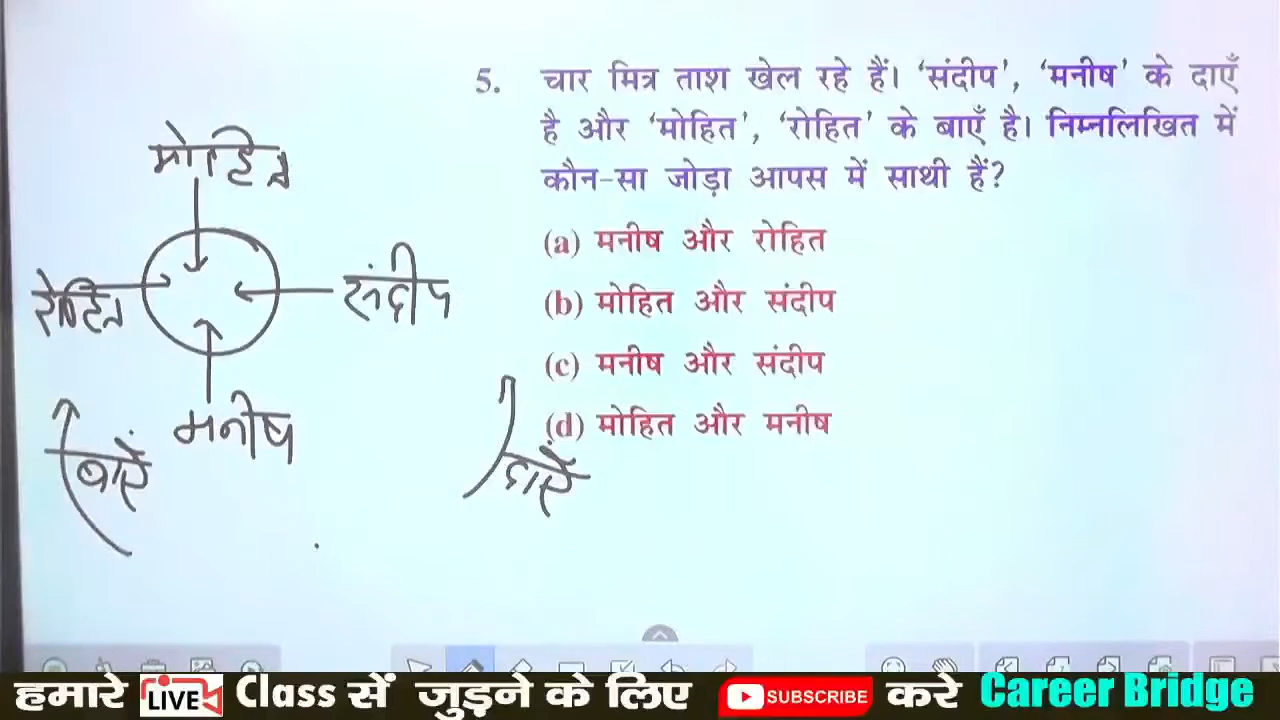 5. चार मित्र ताश खेल रहे हैं। 'संदीप', 'मनीष' के दाएँ
है और 'मोहित', 'रोहित' के बाएँ है। निम्नलिखित में
कौन-सा जोड़ा आपस में साथी हैं?
(a) मनीष और रोहित
(b) मोहित और संदीप
(c) मनीष और संदीप
(d) मोहित और मनीष
मोहित
रोहित
संदीप
मनीष
बाएं
दाएं
हमारे LIVE Class सें जुड़ने के लिए SUBSCRIBE करे Career Bridge